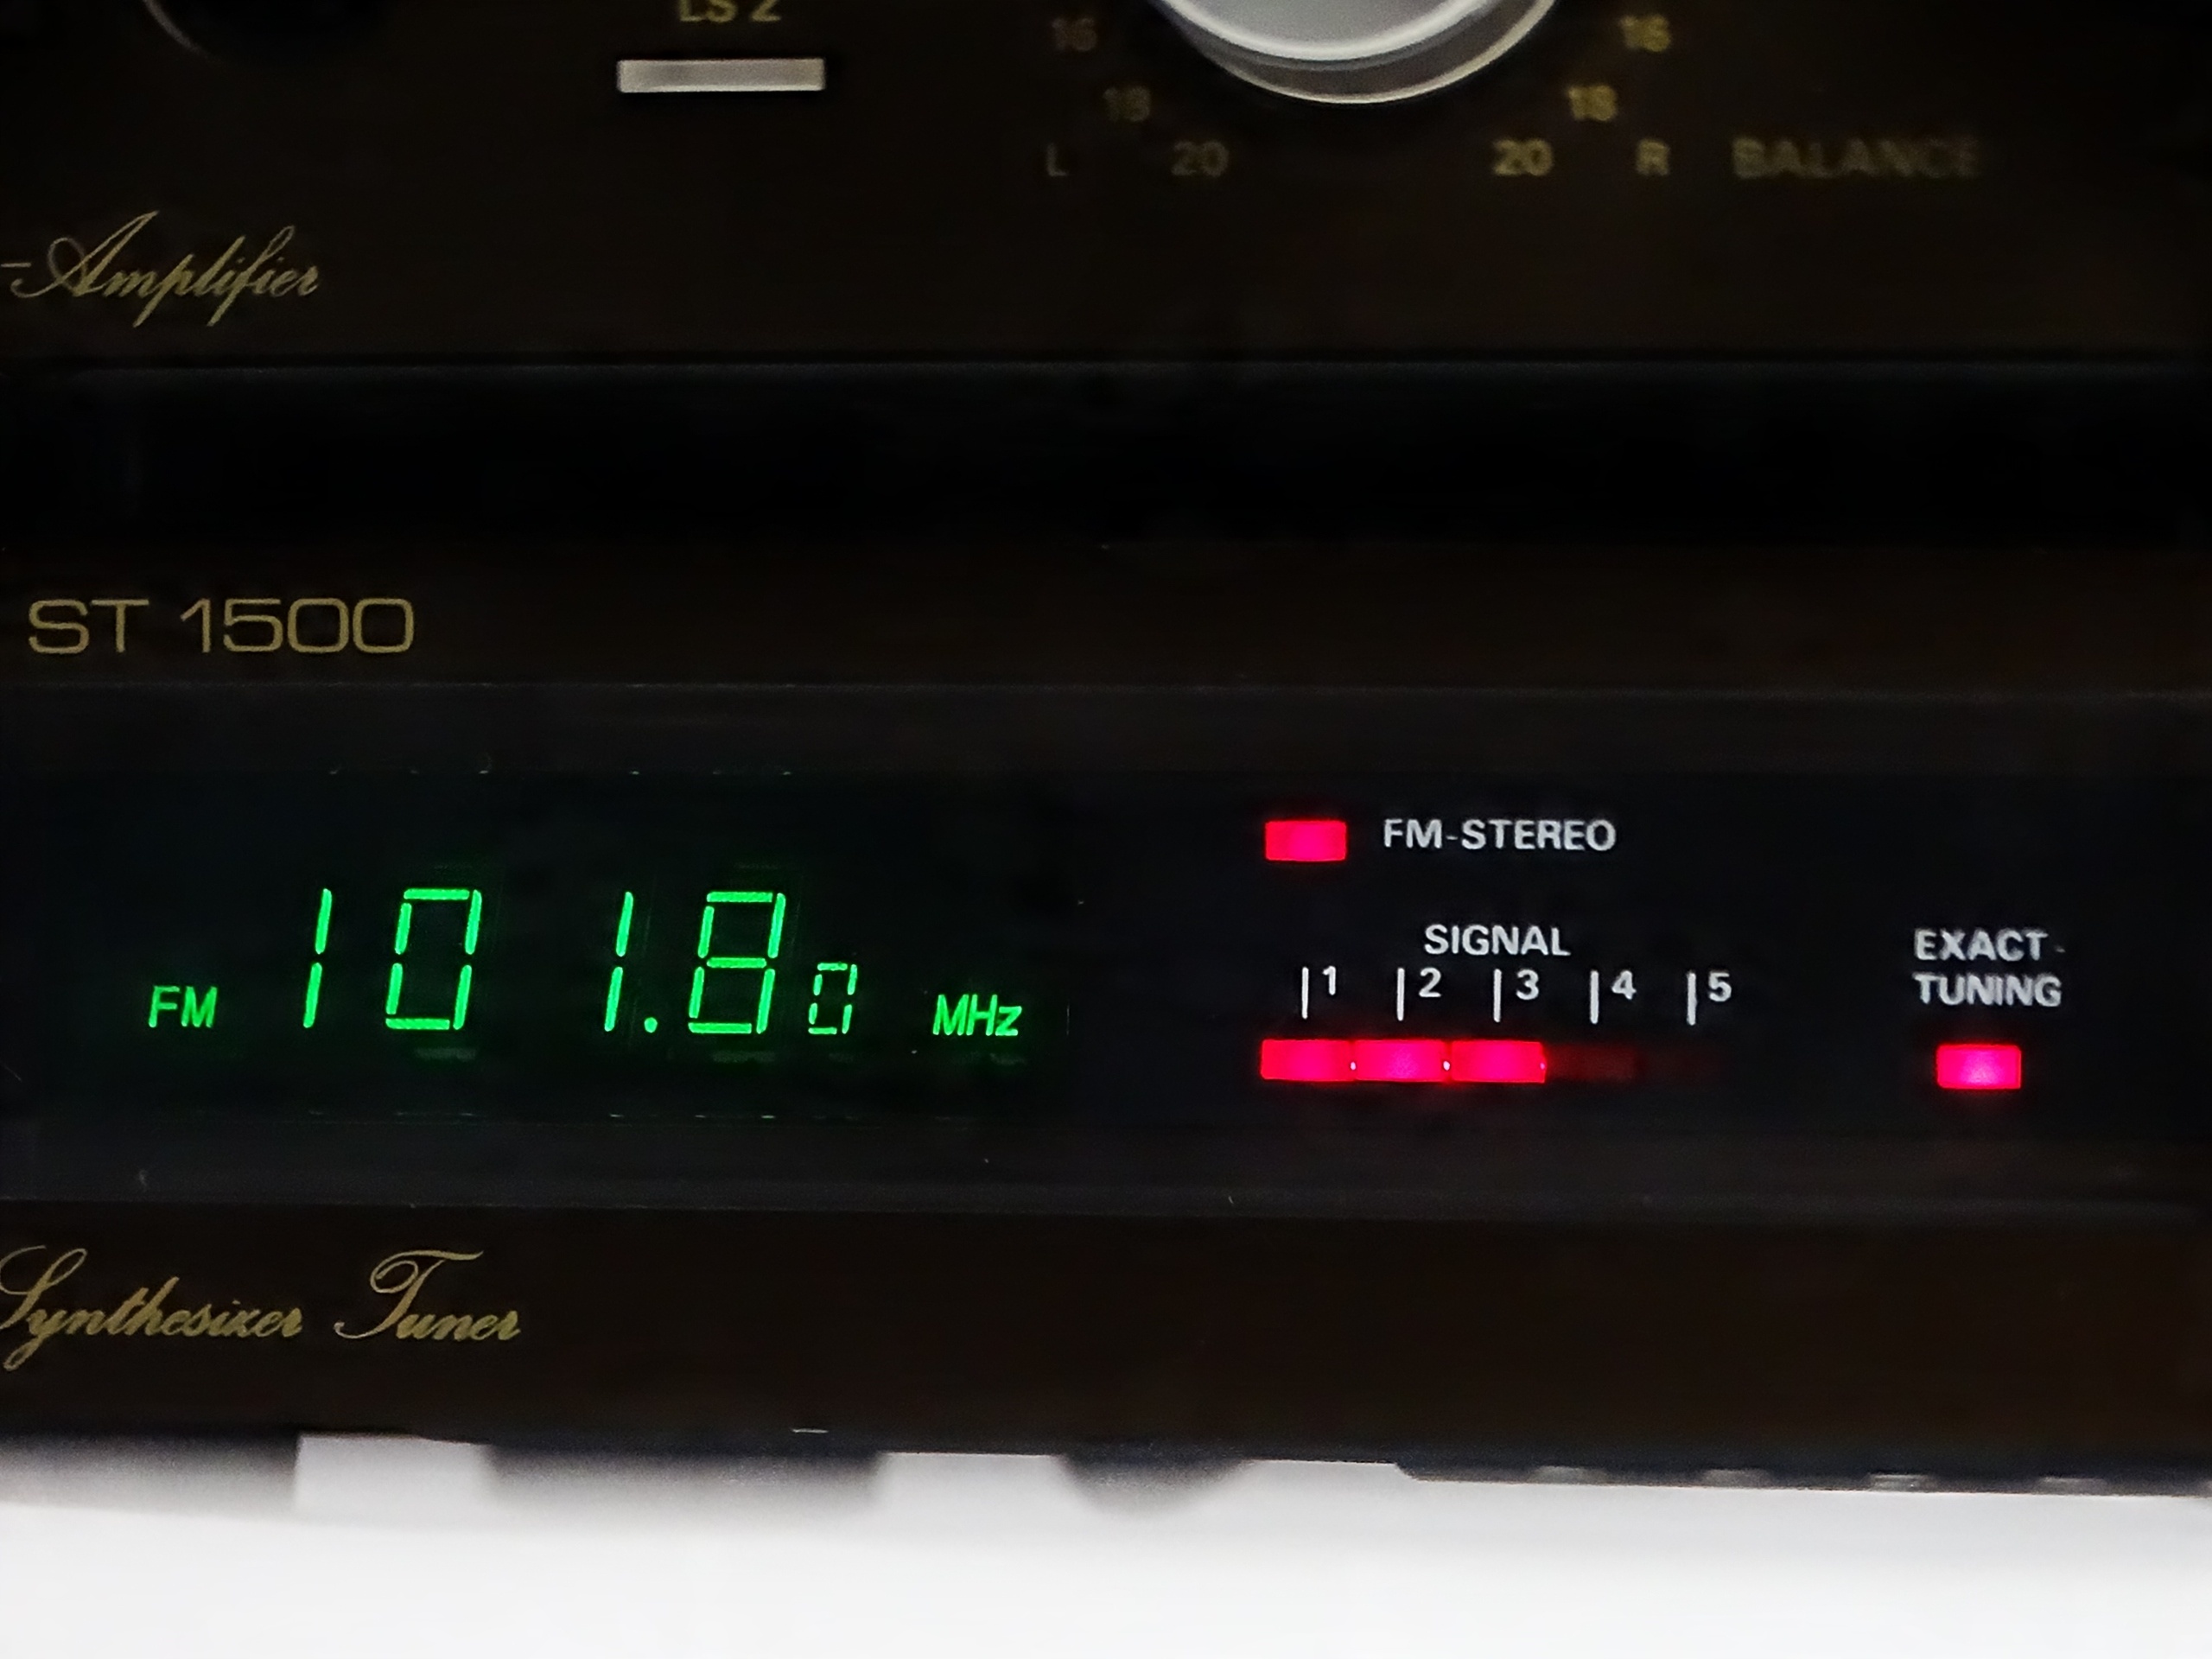 LS 2
16 16
18 18
L 20 20 R BALANCE
-Amplifier
ST 1500
FM-STEREO
FM 101.80 MHz
SIGNAL
1 2 3 4 5
EXACT-
TUNING
Synthesizer Tuner